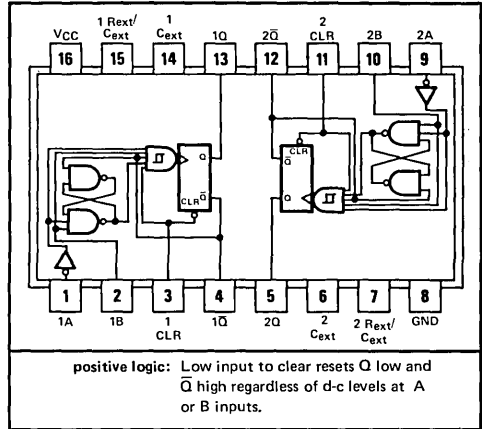 1 Rext/ 1 2
VCC Cext Cext 1Q 2Q̅ CLR 2B 2A
16 15 14 13 12 11 10 9
Q CLR
Q̅
Q̅ CLR
Q
1 2 3 4 5 6 7 8
1A 1B 1 1Q̅ 2Q 2 2 Rext/ GND
CLR Cext Cext
positive logic: Low input to clear resets Q low and
Q̅ high regardless of d-c levels at A
or B inputs.